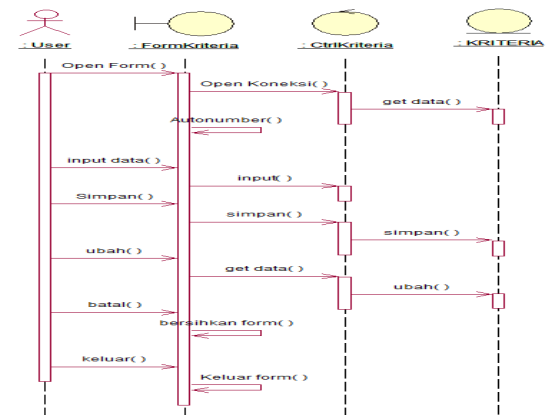 : User
: FormKriteria
: CtrlKriteria
: KRITERIA
Open Form( )
Open Koneksi( )
get data( )
Autonumber( )
input data( )
input( )
Simpan( )
simpan( )
simpan( )
ubah( )
get data( )
ubah( )
batal( )
bersihkan form( )
keluar( )
Keluar form( )